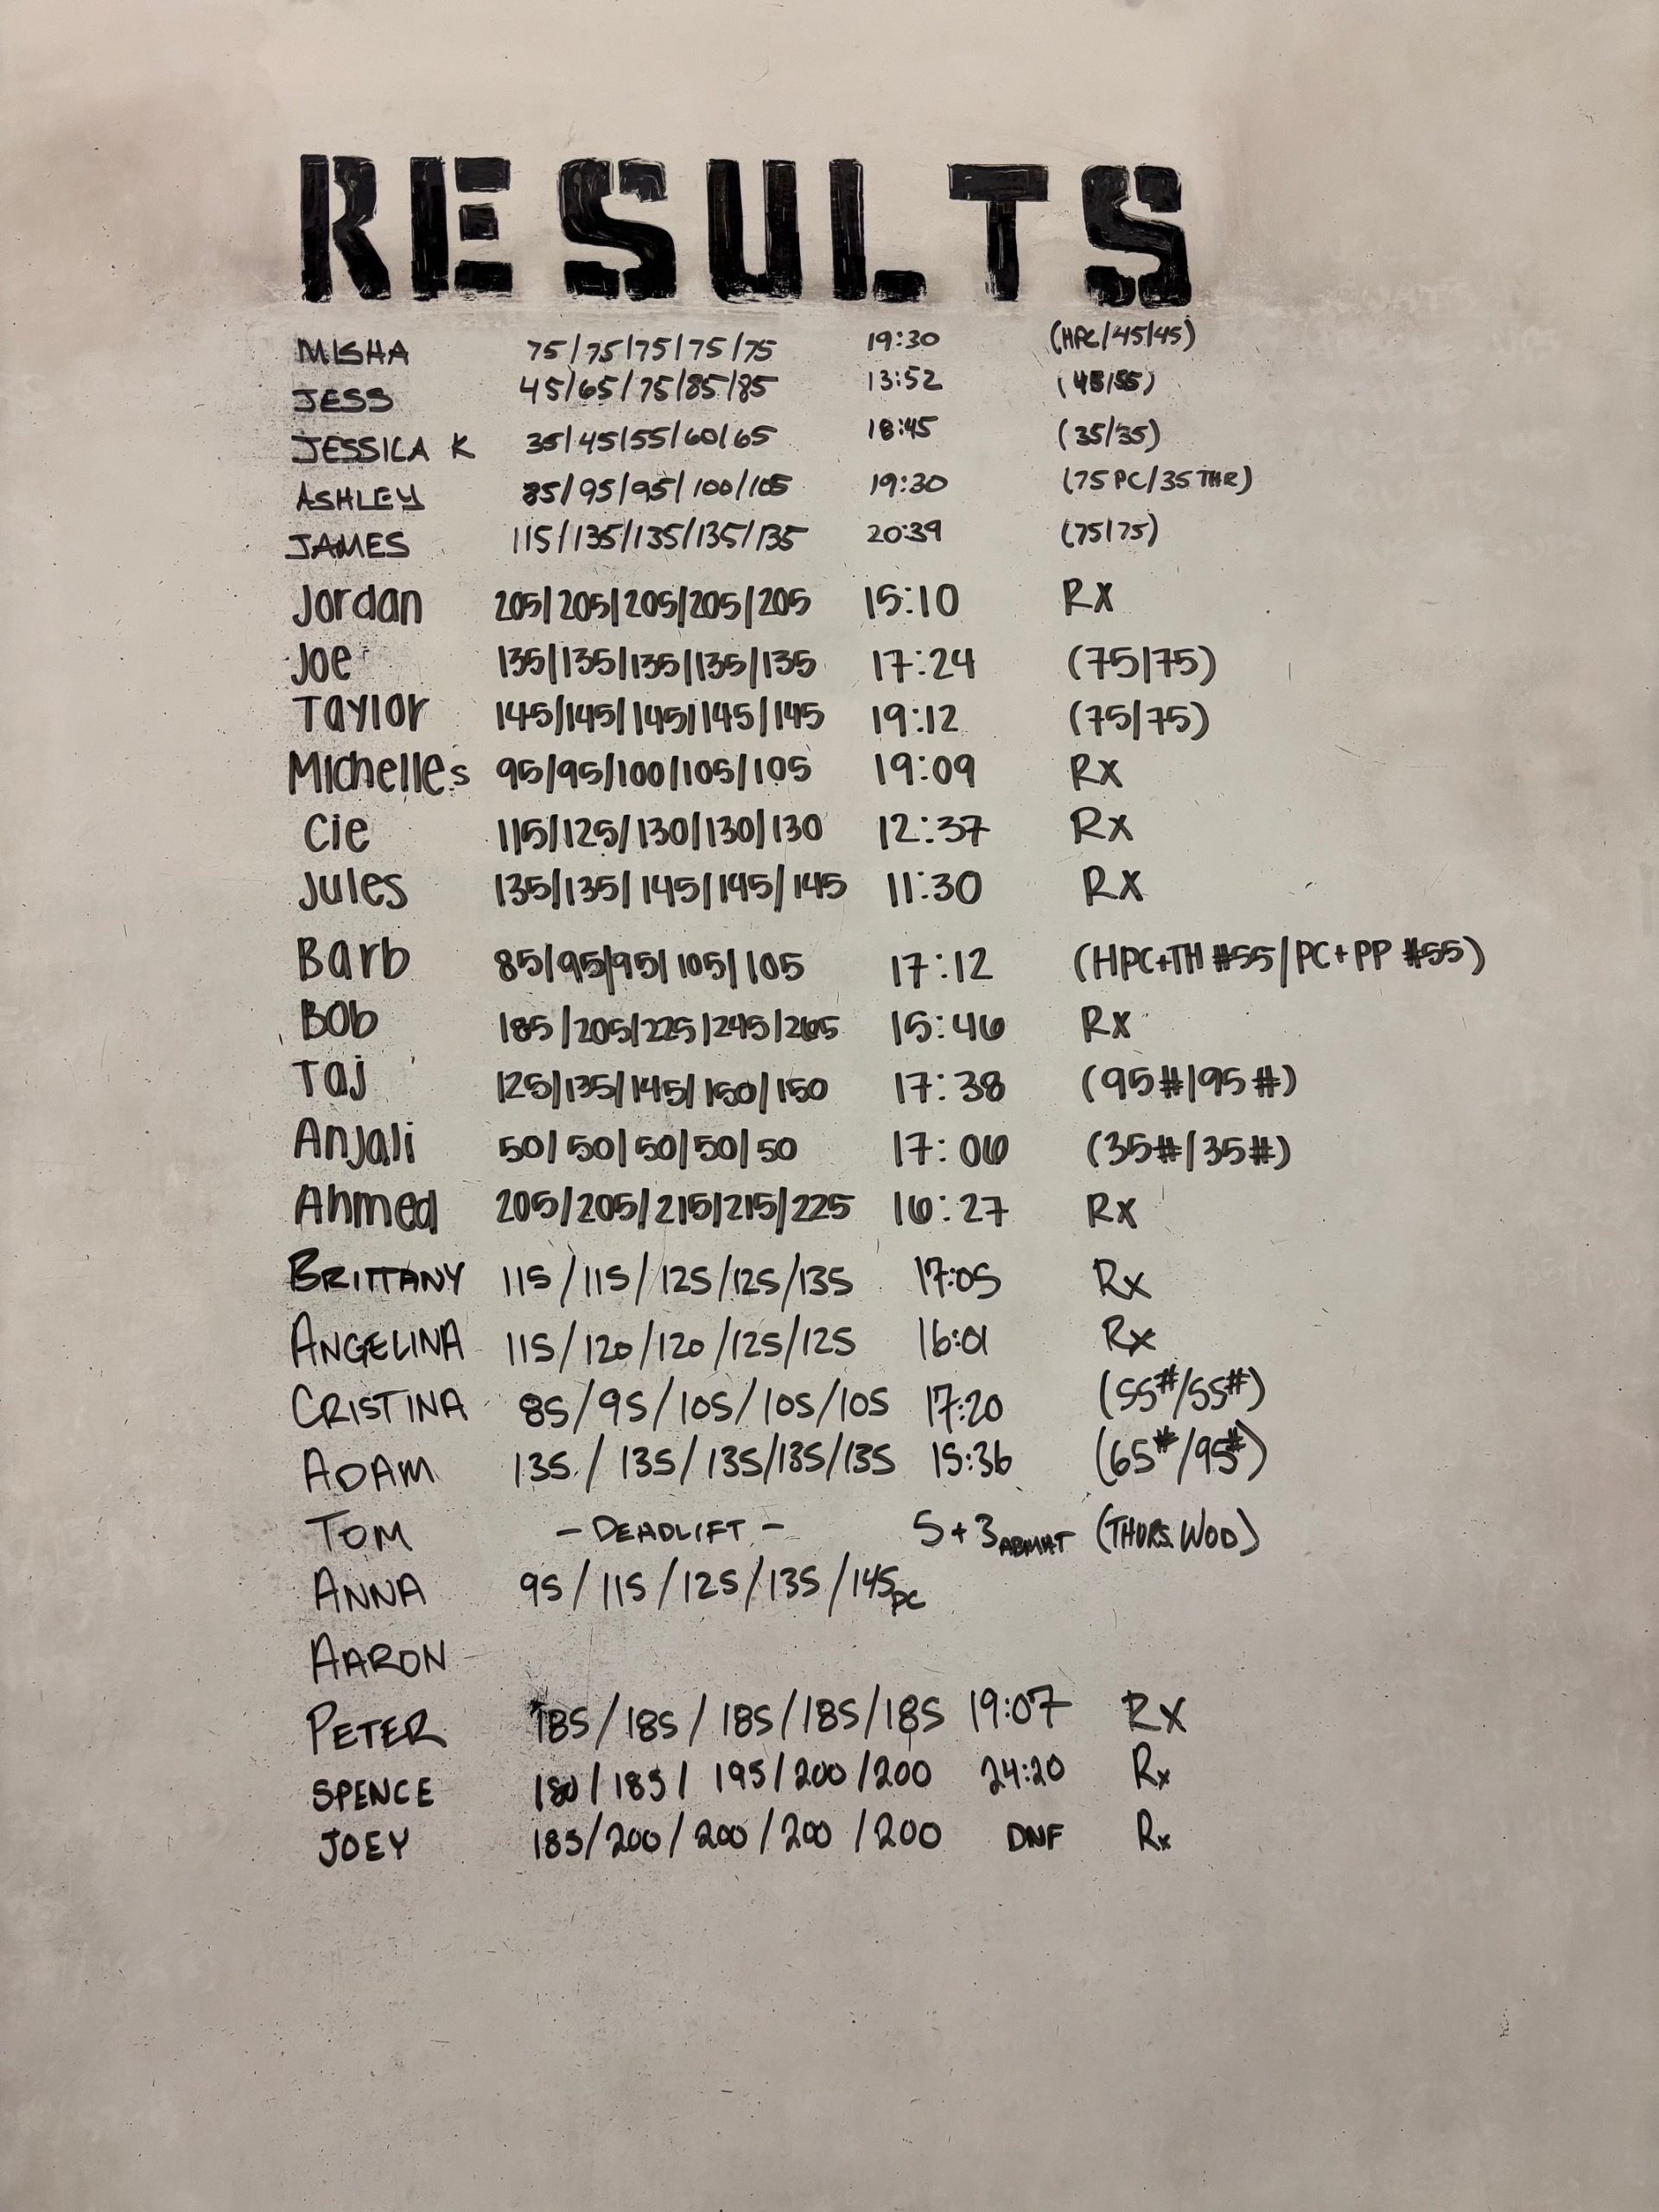 RESULTS
MISHA 75/75/75/75/75 19:30 (HPC/45/45)
JESS 45/65/75/85/85 13:52 (45/55)
JESSICA K 35/45/55/60/65 18:45 (35/35)
ASHLEY 85/95/95/100/105 19:30 (75 PC/35 THR)
JAMES 115/135/135/135/135 20:39 (75/75)
Jordan 205/205/205/205/205 15:10 Rx
Joe 135/135/135/135/135 17:24 (75/75)
Taylor 145/145/145/145/145 19:12 (75/75)
Michelle S 95/95/100/105/105 19:09 Rx
Cie 115/125/130/130/130 12:37 Rx
Jules 135/135/145/145/145 11:30 Rx
Barb 85/95/95/105/105 17:12 (HPC+TH #55/PC+PP #55)
Bob 185/205/225/245/265 15:46 Rx
Taj 125/135/145/150/150 17:38 (95#/95#)
Anjali 50/50/50/50/50 17:06 (35#/35#)
Ahmed 205/205/215/215/225 16:27 Rx
BRITTANY 115/115/125/125/135 17:05 Rx
ANGELINA 115/120/120/125/125 16:01 Rx
CRISTINA 85/95/105/105/105 17:20 (55#/55#)
ADAM 135/135/135/135/135 15:36 (65#/95#)
TOM - DEADLIFT - 5+3 ABMAT (THURS. WOD)
ANNA 95/115/125/135/145 PC
AARON
PETER 185/185/185/185/185 19:07 RX
SPENCE 180/185/195/200/200 24:20 Rx
JOEY 185/200/200/200/200 DNF Rx